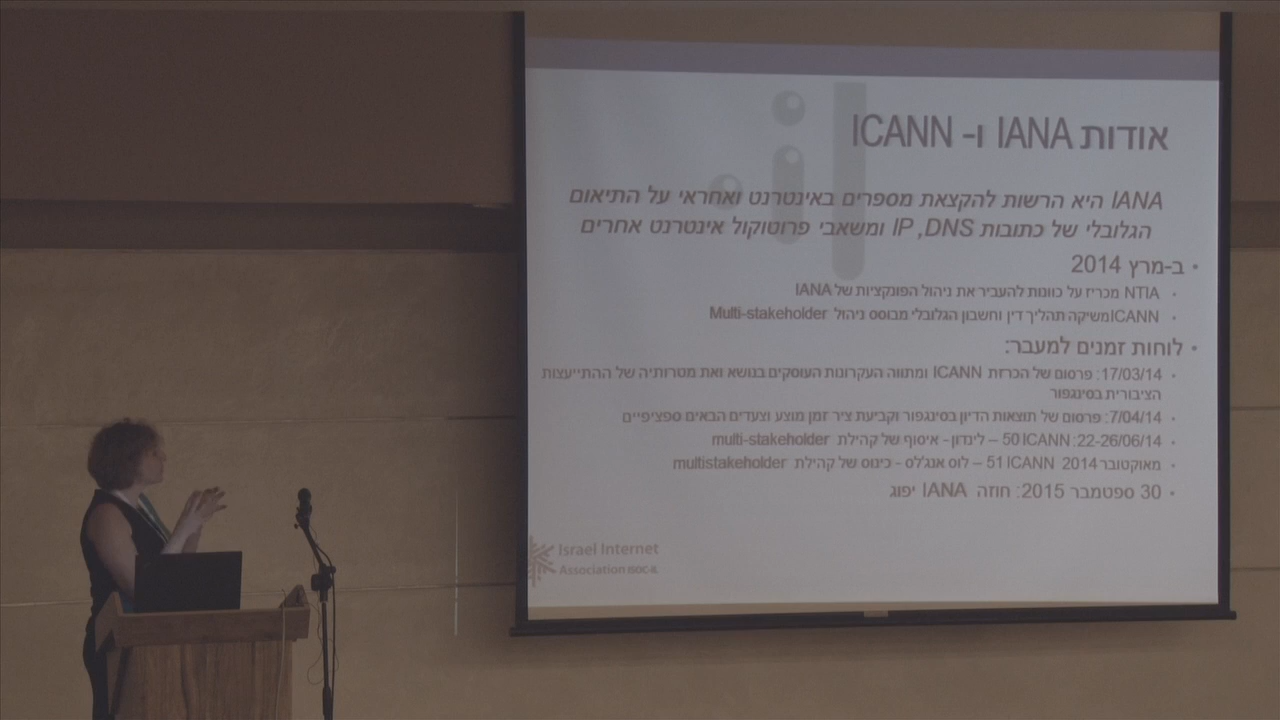 אודות IANA ו- ICANN
IANA היא הרשות להקצאת מספרים באינטרנט ואחראי על התיאום
הגלובלי של כתובות IP ,DNS ומשאבי פרוטוקול אינטרנט אחרים
• ב-מרץ 2014
• NTIA מכריז על כוונות להעביר את ניהול הפונקציות של IANA
• ICANNמשיקה תהליך דין וחשבון הגלובלי מבוסס ניהול Multi-stakeholder
• לוחות זמנים למעבר:
• 17/03/14: פרסום של הכרזת ICANN ומתווה העקרונות העוסקים בנושא ואת מטרותיה של ההתייעצות
הציבורית בסינגפור
• 7/04/14: פרסום של תוצאות הדיון בסינגפור וקביעת ציר זמן מוצע וצעדים הבאים ספציפיים
• 22-26/06/14: ICANN 50 – לינדון - איסוף של קהילת multi-stakeholder
• מאוקטובר 2014 ICANN 51 – לוס אנג'לס - כינוס של קהילת multistakeholder
• 30 ספטמבר 2015: חוזה IANA יפוג
Israel Internet
Association ISOC-IL